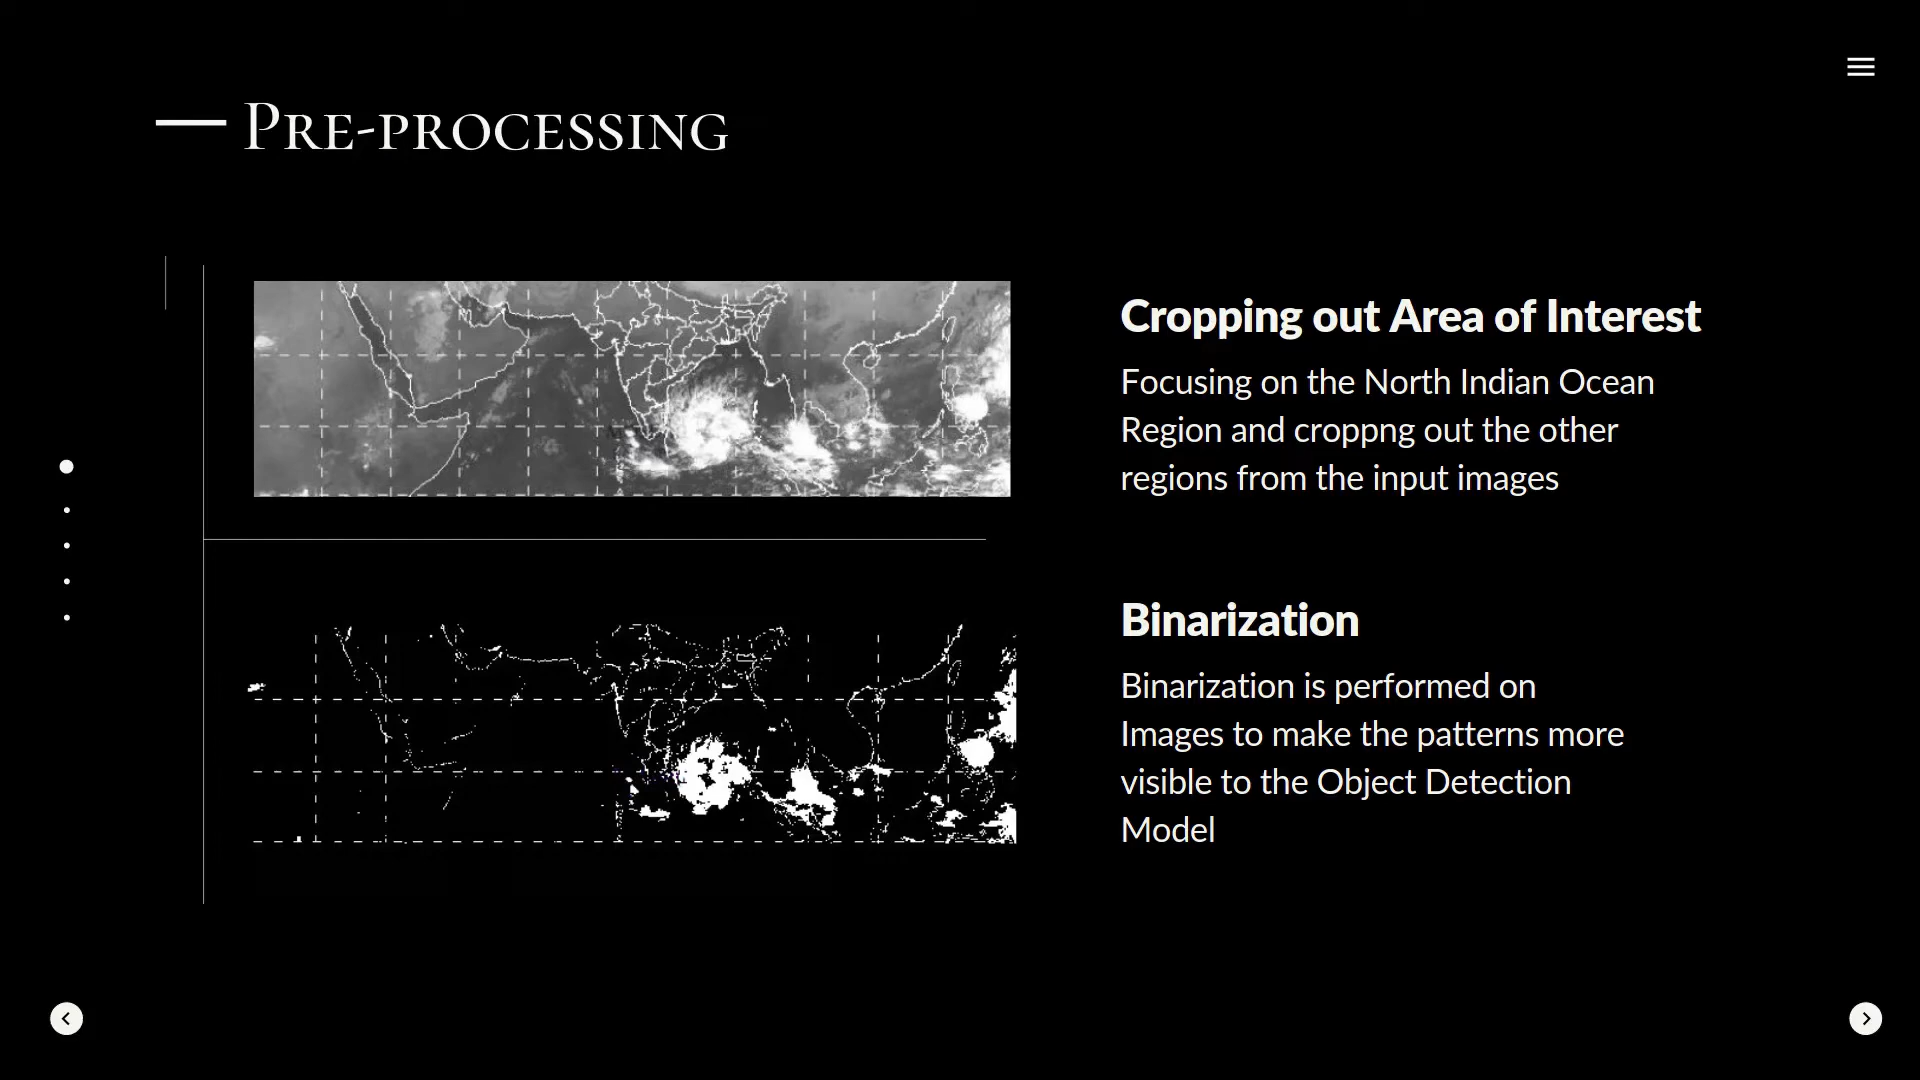 Pre-processing
Cropping out Area of Interest
Focusing on the North Indian Ocean
Region and croppng out the other
regions from the input images
Binarization
Binarization is performed on
Images to make the patterns more
visible to the Object Detection
Model